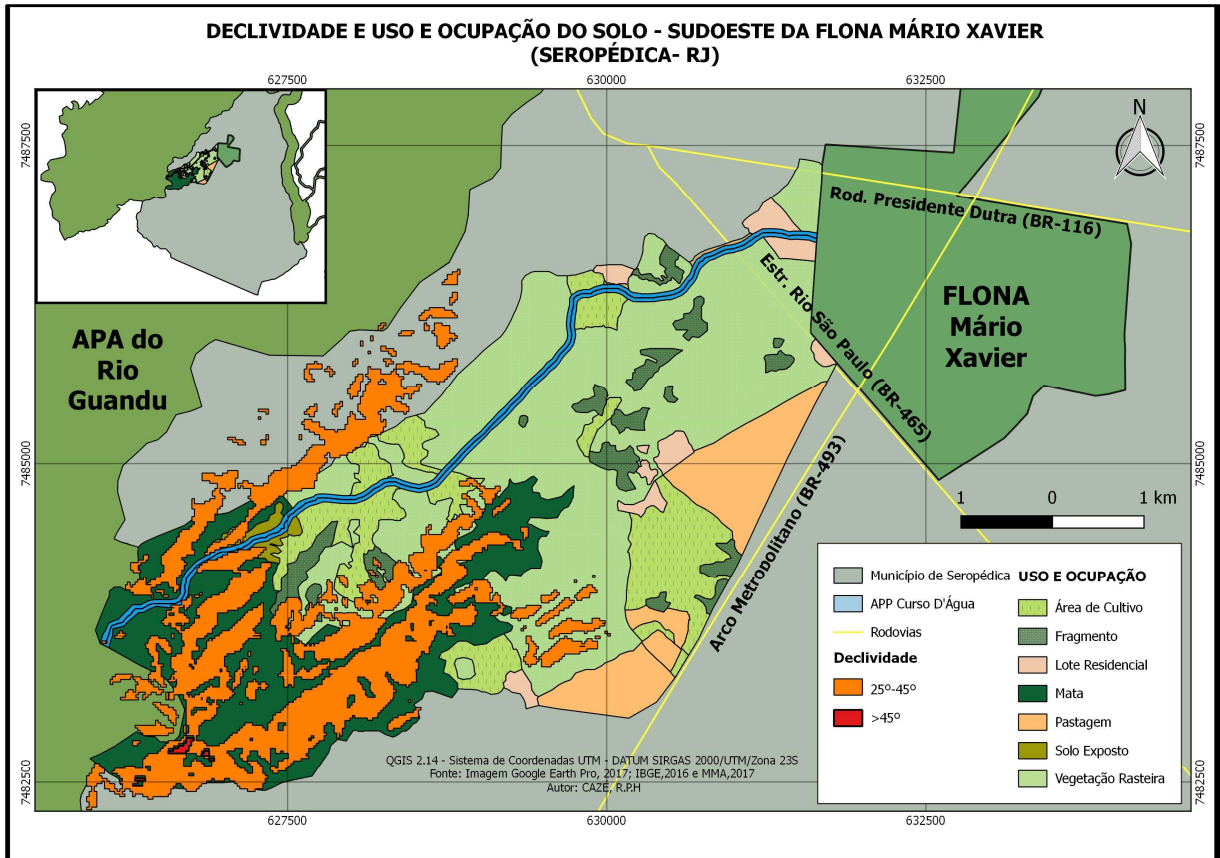 DECLIVIDADE E USO E OCUPAÇÃO DO SOLO - SUDOESTE DA FLONA MÁRIO XAVIER
(SEROPÉDICA- RJ)
627500
630000
632500
7487500
7487500
N
Rod. Presidente Dutra (BR-116)
Estr. Rio São Paulo (BR-465)
FLONA
Mário
Xavier
APA do
Rio
Guandu
7485000
7485000
Arco Metropolitano (BR-493)
1
0
1 km
Município de Seropédica
APP Curso D'Água
Rodovias
Declividade
25º-45º
>45º
USO E OCUPAÇÃO
Área de Cultivo
Fragmento
Lote Residencial
Mata
Pastagem
Solo Exposto
Vegetação Rasteira
QGIS 2.14 - Sistema de Coordenadas UTM - DATUM SIRGAS 2000/UTM/Zona 23S
Fonte: Imagem Google Earth Pro, 2017; IBGE,2016 e MMA,2017
Autor: CAZÉ, R.P.H
7482500
7482500
627500
630000
632500